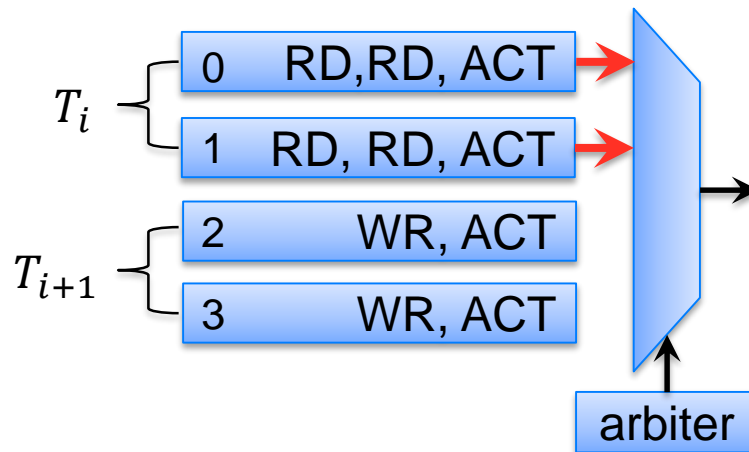 0 RD,RD, ACT
T_i
1 RD, RD, ACT
2 WR, ACT
T_{i+1}
3 WR, ACT
arbiter